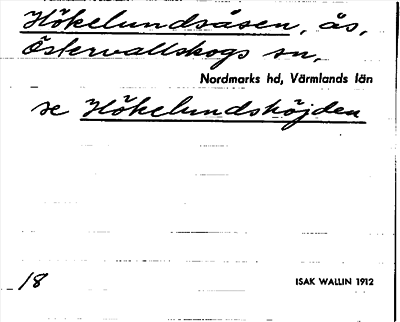 Hökelundsåsen, ås,
Östervallskogs sn,
Nordmarks hd, Värmlands län
se Hökelundshöjden
18
ISAK WALLIN 1912